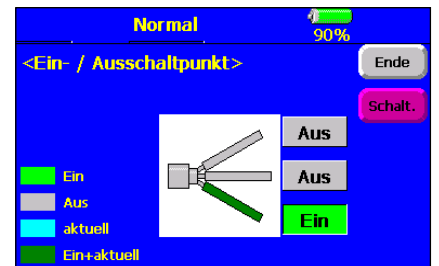 Normal
90%
<Ein- / Ausschaltpunkt>
Ende
Schalt.
Aus
Aus
Ein
Ein
Aus
aktuell
Ein+aktuell